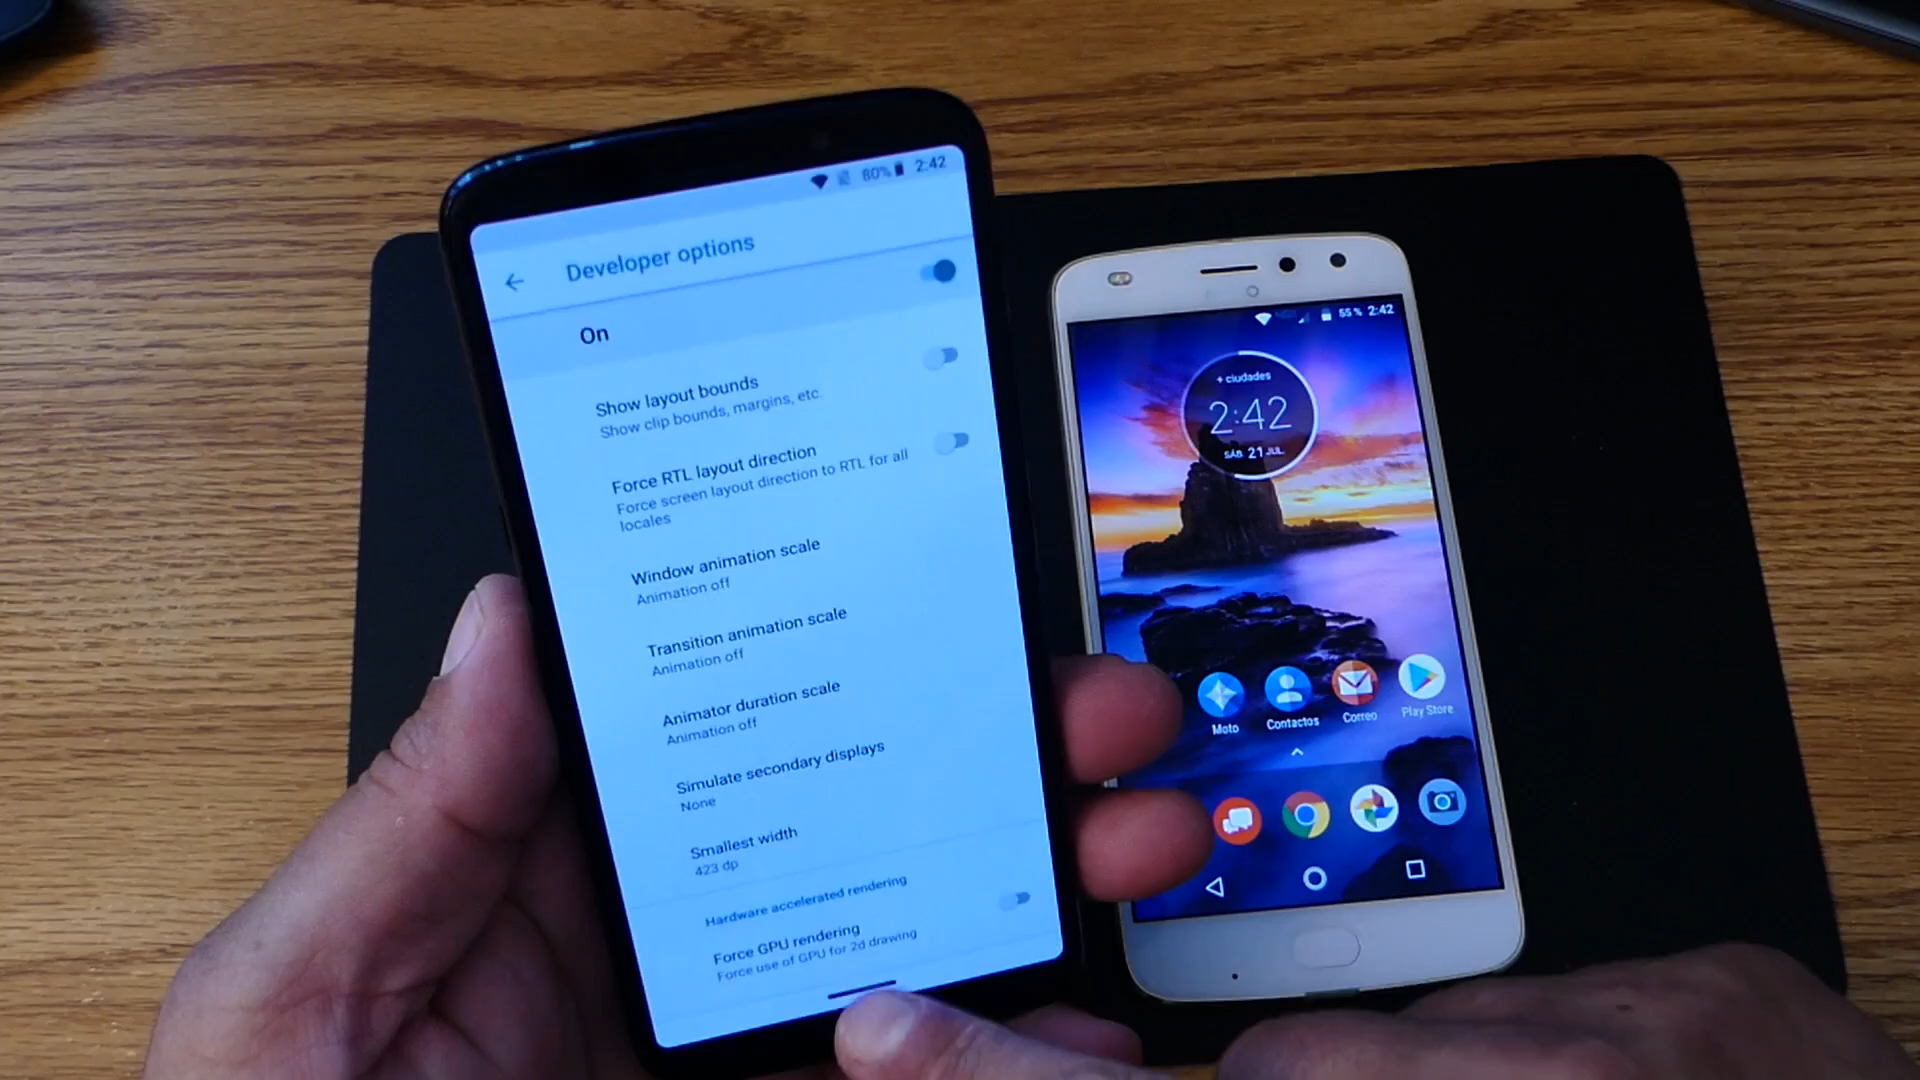 80% 2:42
Developer options
On
Show layout bounds
Show clip bounds, margins, etc.
Force RTL layout direction
Force screen layout direction to RTL for all
locales
Window animation scale
Animation off
Transition animation scale
Animation off
Animator duration scale
Animation off
Simulate secondary displays
None
Smallest width
423 dp
Hardware accelerated rendering
Force GPU rendering
Force use of GPU for 2d drawing
55 % 2:42
+ ciudades
2:42
SÁB. 21 JUL.
Moto
Contactos
Correo
Play Store